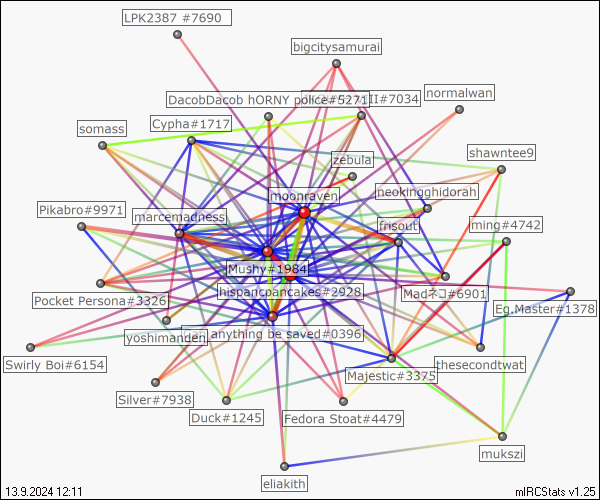 LPK2387 #7690
bigcitysamurai
normalwan
DacobDacob hORNY police#5271
II#7034
somass
Cypha#1717
zebula
shawntee9
moonraven
neokingghidorah
Pikabro#9971
marcemadness
frisout
ming#4742
Mushy#1984
Pocket Persona#3326
hispancpancakes#2928
Madネコ#6901
Eg.Master#1378
yoshimanden
anything be saved#0396
Swirly Boi#6154
Majestic#3375
thesecondtwat
Silver#7938
Duck#1245
Fedora Stoat#4479
mukszi
eliakith
13.9.2024 12:11
mIRCStats v1.25